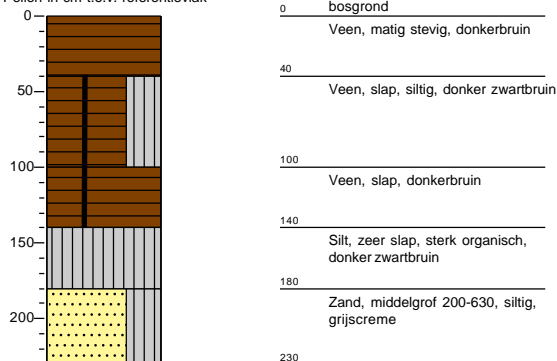 Peilen in cm t.o.v. referentievlak
0
50
100
150
200
0
bosgrond
Veen, matig stevig, donkerbruin
40
Veen, slap, siltig, donker zwartbruin
100
Veen, slap, donkerbruin
140
Silt, zeer slap, sterk organisch,
donker zwartbruin
180
Zand, middelgrof 200-630, siltig,
grijscreme
230